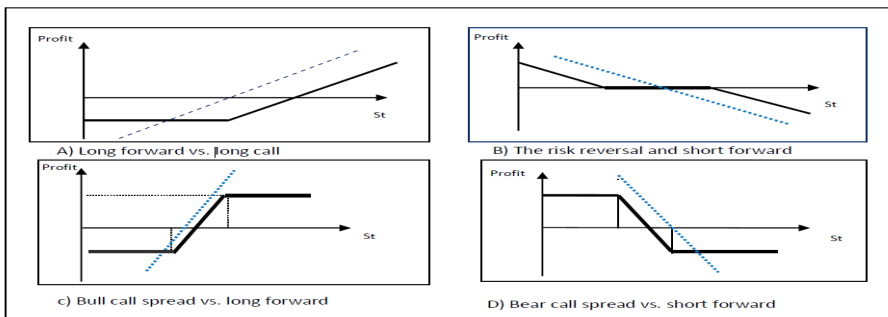 Profit
St
A) Long forward vs. long call
Profit
St
B) The risk reversal and short forward
Profit
St
c) Bull call spread vs. long forward
Profit
St
D) Bear call spread vs. short forward